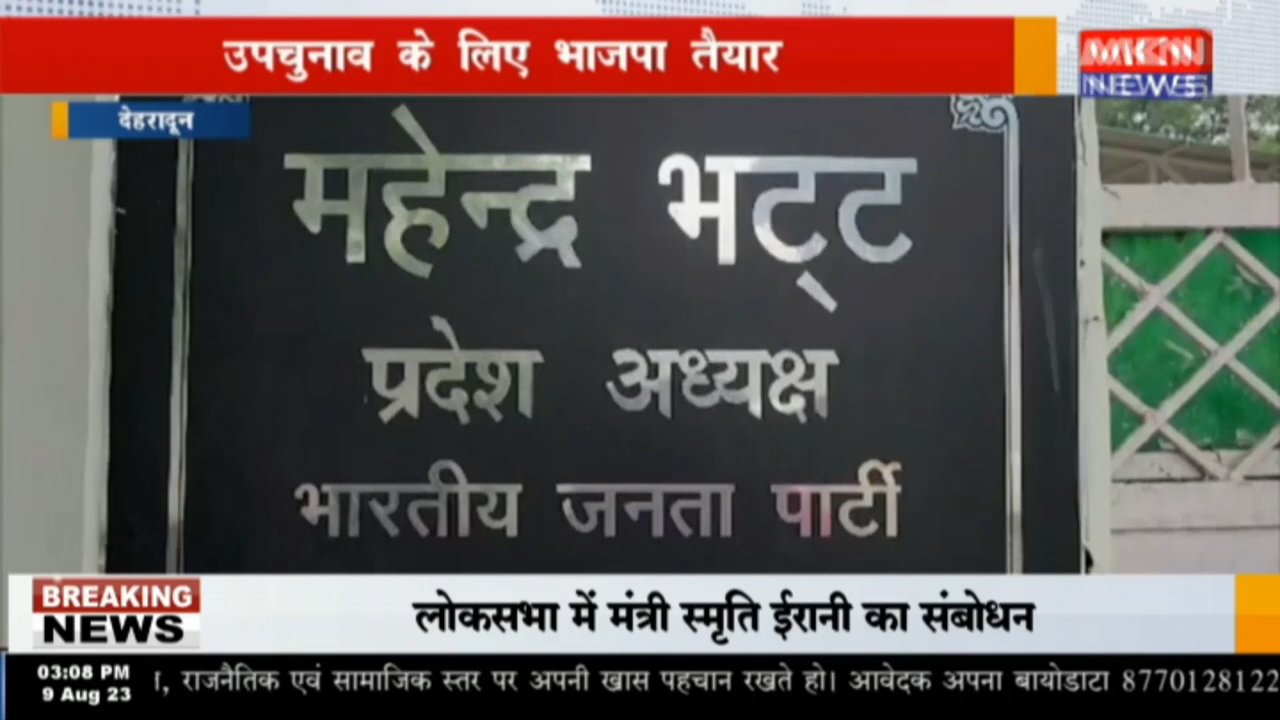 उपचुनाव के लिए भाजपा तैयार
NEWS
देहरादून
महेन्द्र भट्ट
प्रदेश अध्यक्ष
भारतीय जनता पार्टी
BREAKING
NEWS
लोकसभा में मंत्री स्मृति ईरानी का संबोधन
03:08 PM
9 Aug 23
, राजनैतिक एवं सामाजिक स्तर पर अपनी खास पहचान रखते हो। आवेदक अपना बायोडाटा 8770128122